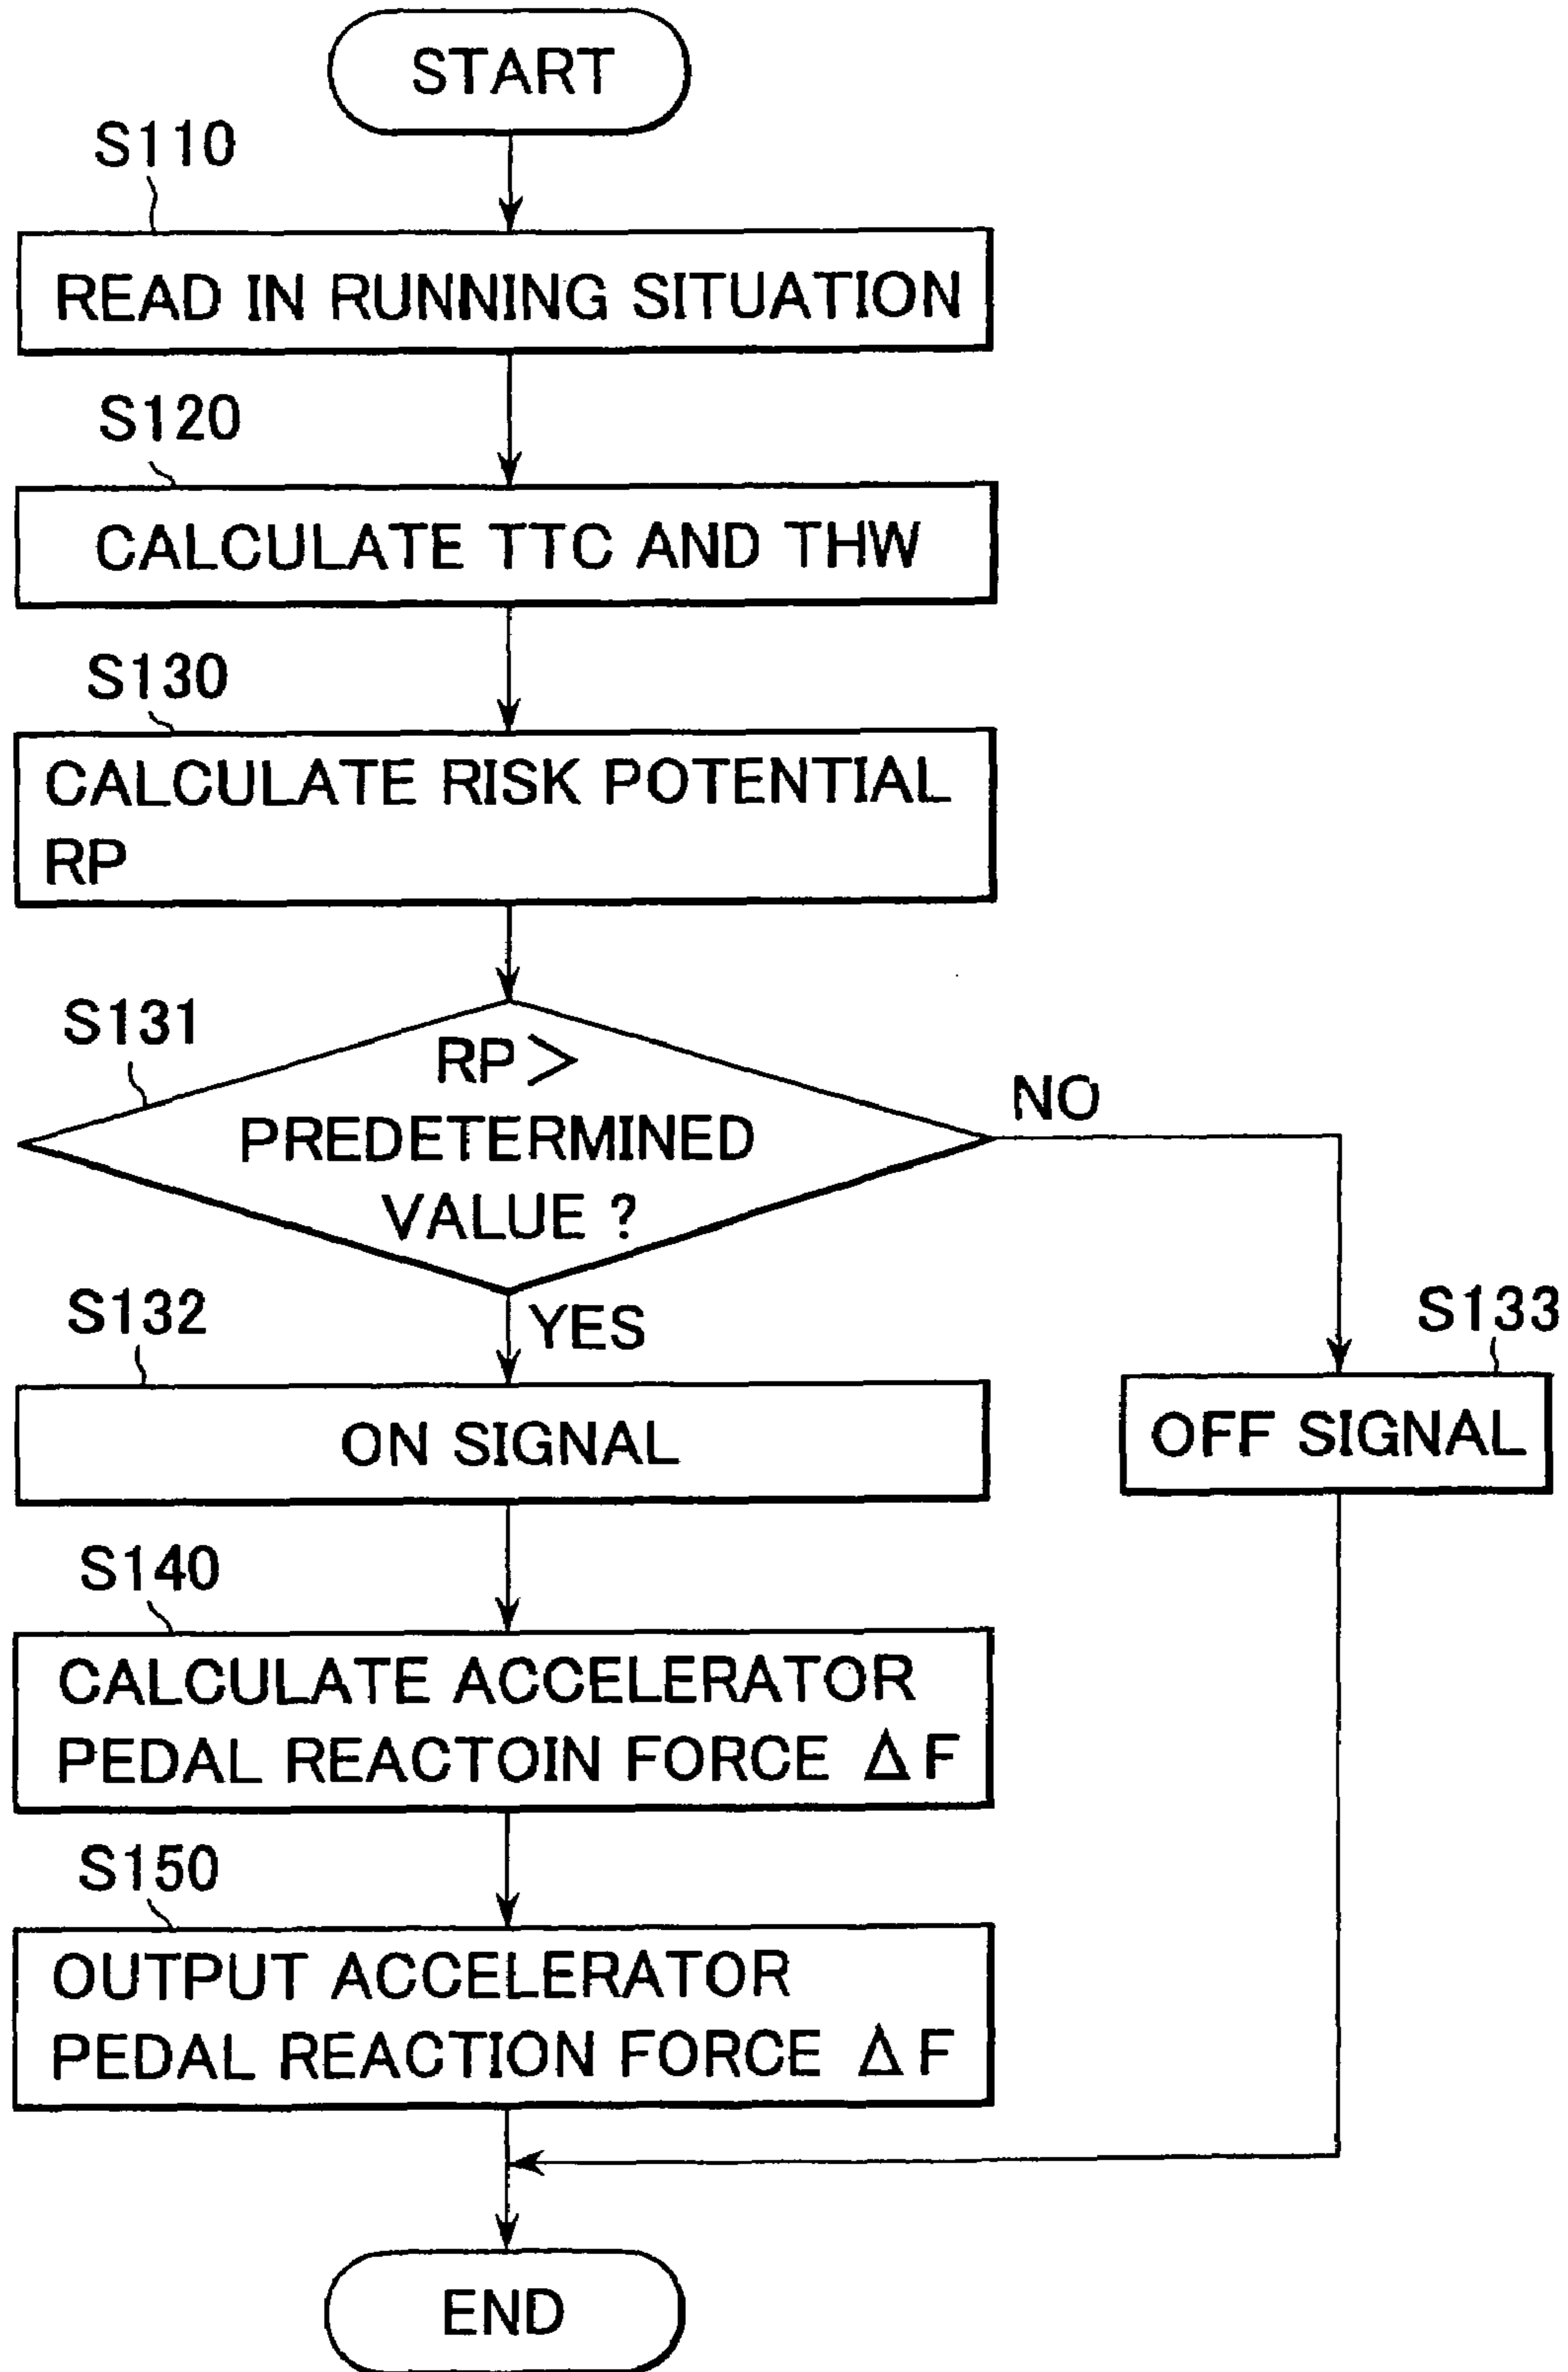 START
S110
READ IN RUNNING SITUATION
S120
CALCULATE TTC AND THW
S130
CALCULATE RISK POTENTIAL
RP
S131
RP >
PREDETERMINED
VALUE ?
NO
YES
S132
ON SIGNAL
S133
OFF SIGNAL
S140
CALCULATE ACCELERATOR
PEDAL REACTOIN FORCE Δ F
S150
OUTPUT ACCELERATOR
PEDAL REACTION FORCE Δ F
END